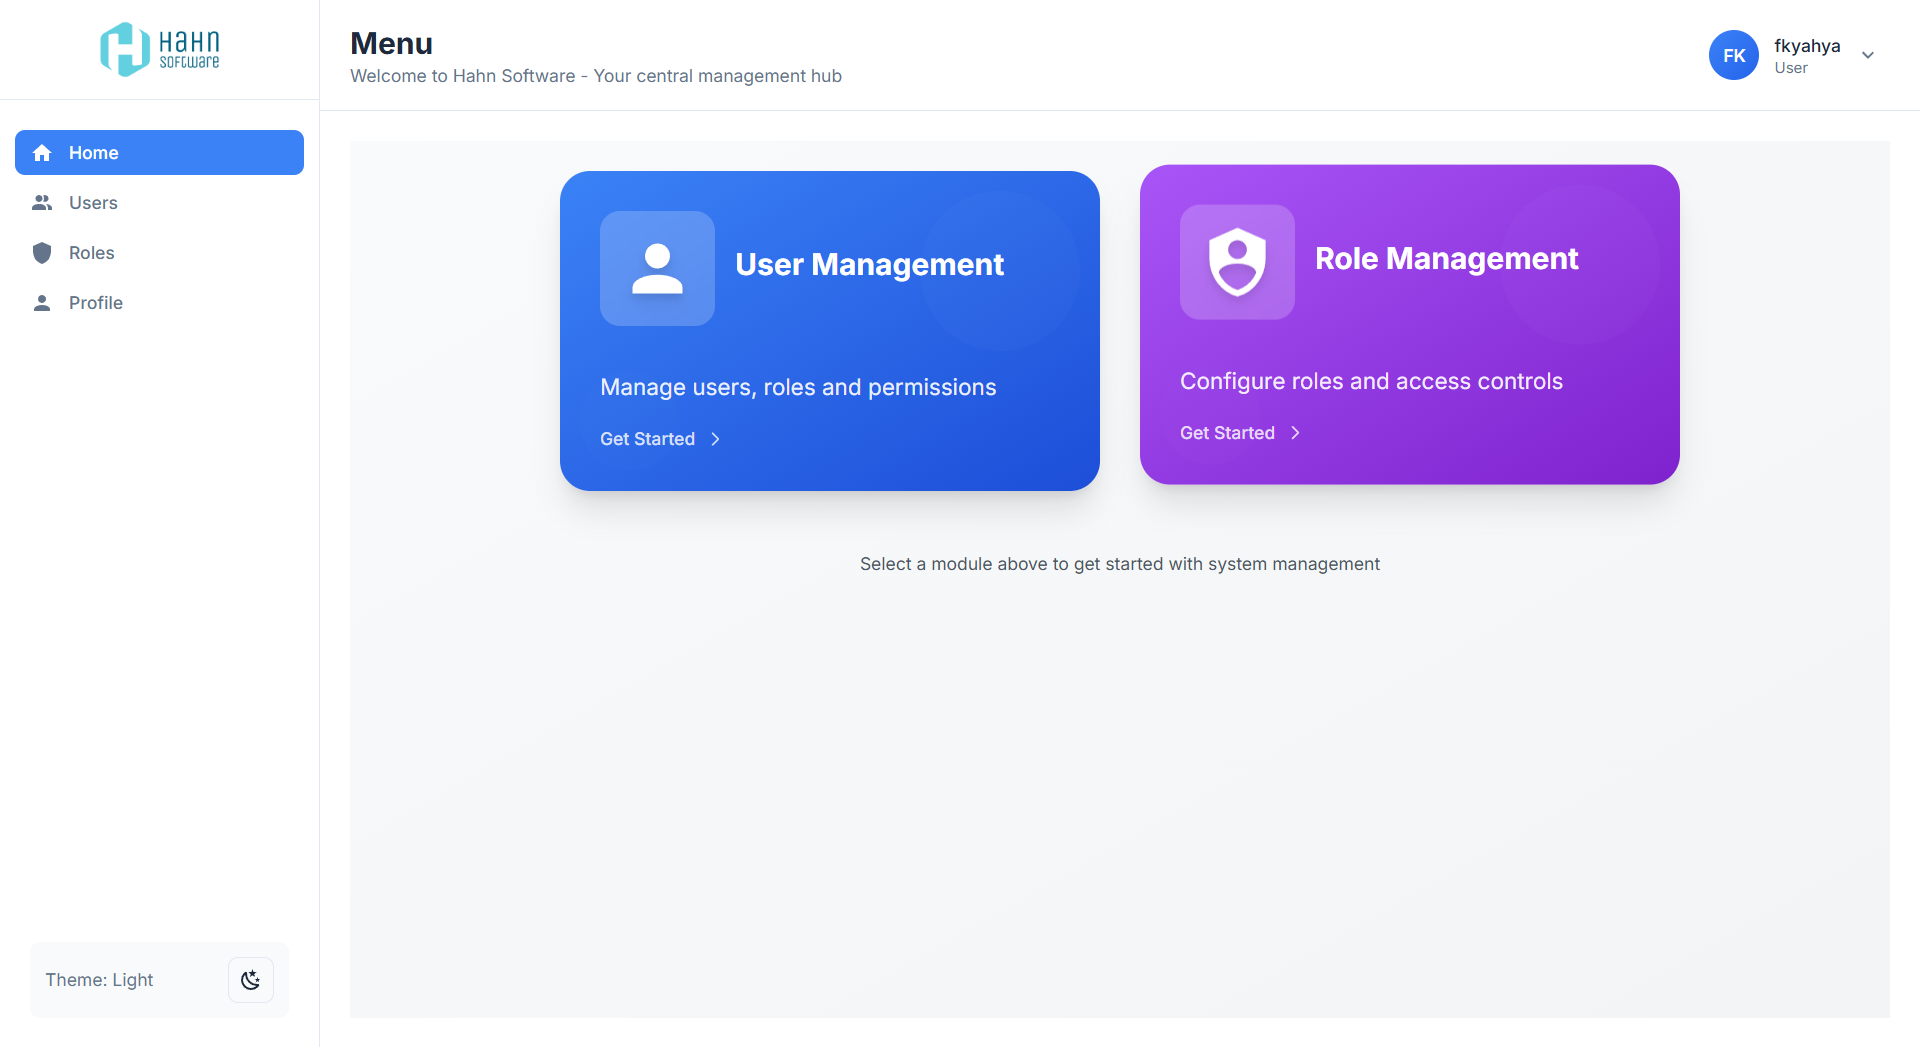 Hahn
Software
Home
Users
Roles
Profile
Theme: Light
Menu
Welcome to Hahn Software - Your central management hub
FK
fkyahya
User
User Management
Manage users, roles and permissions
Get Started
Role Management
Configure roles and access controls
Get Started
Select a module above to get started with system management